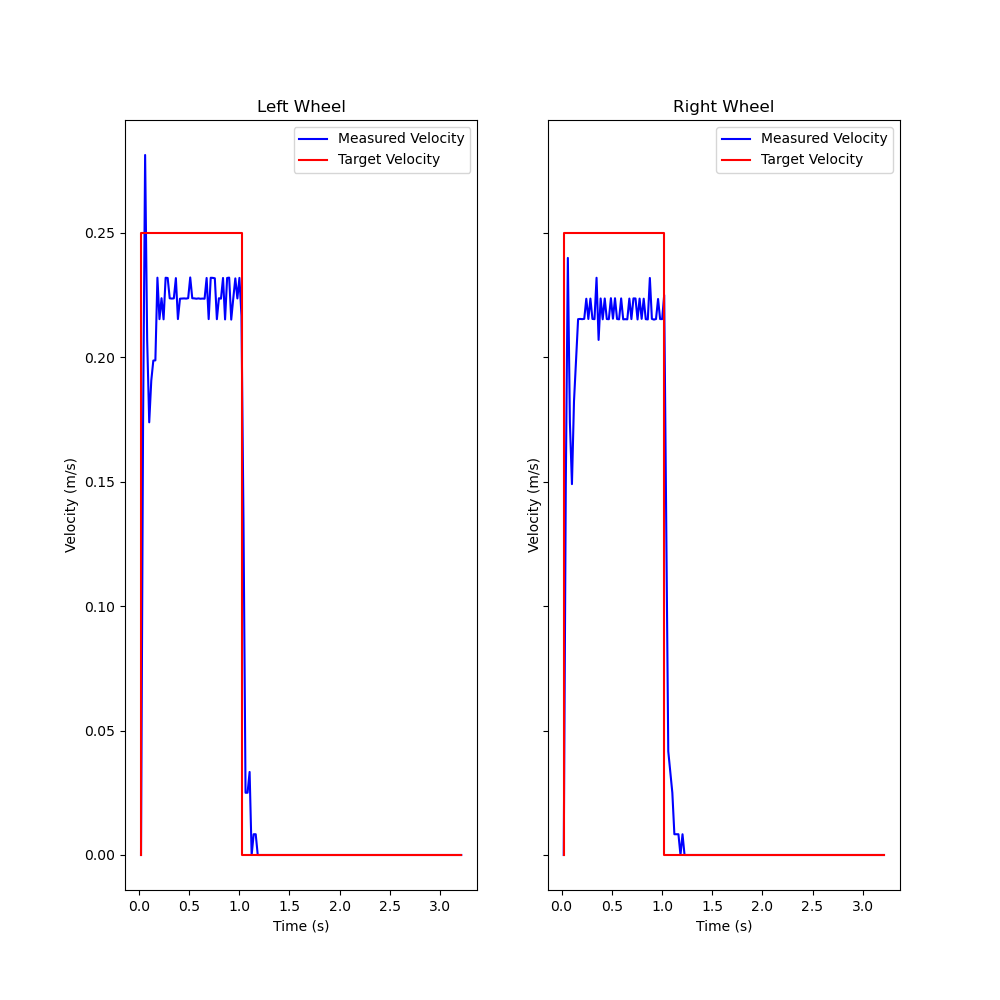 Left Wheel
Measured Velocity
Target Velocity
0.25
0.20
0.15
0.10
0.05
0.00
Velocity (m/s)
0.0 0.5 1.0 1.5 2.0 2.5 3.0
Time (s)
Right Wheel
Measured Velocity
Target Velocity
Velocity (m/s)
0.0 0.5 1.0 1.5 2.0 2.5 3.0
Time (s)